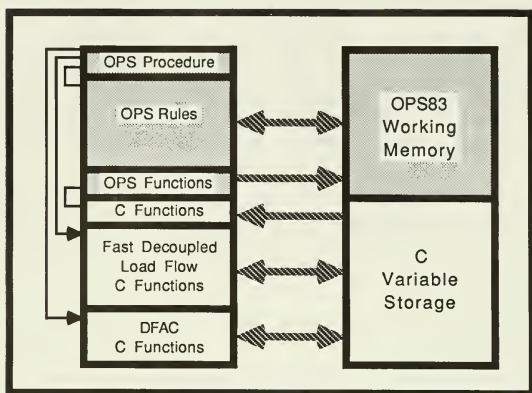 OPS Procedure
OPS Rules
OPS Functions
C Functions
Fast Decoupled
Load Flow
C Functions
DFAC
C Functions
OPS83
Working
Memory
C
Variable
Storage